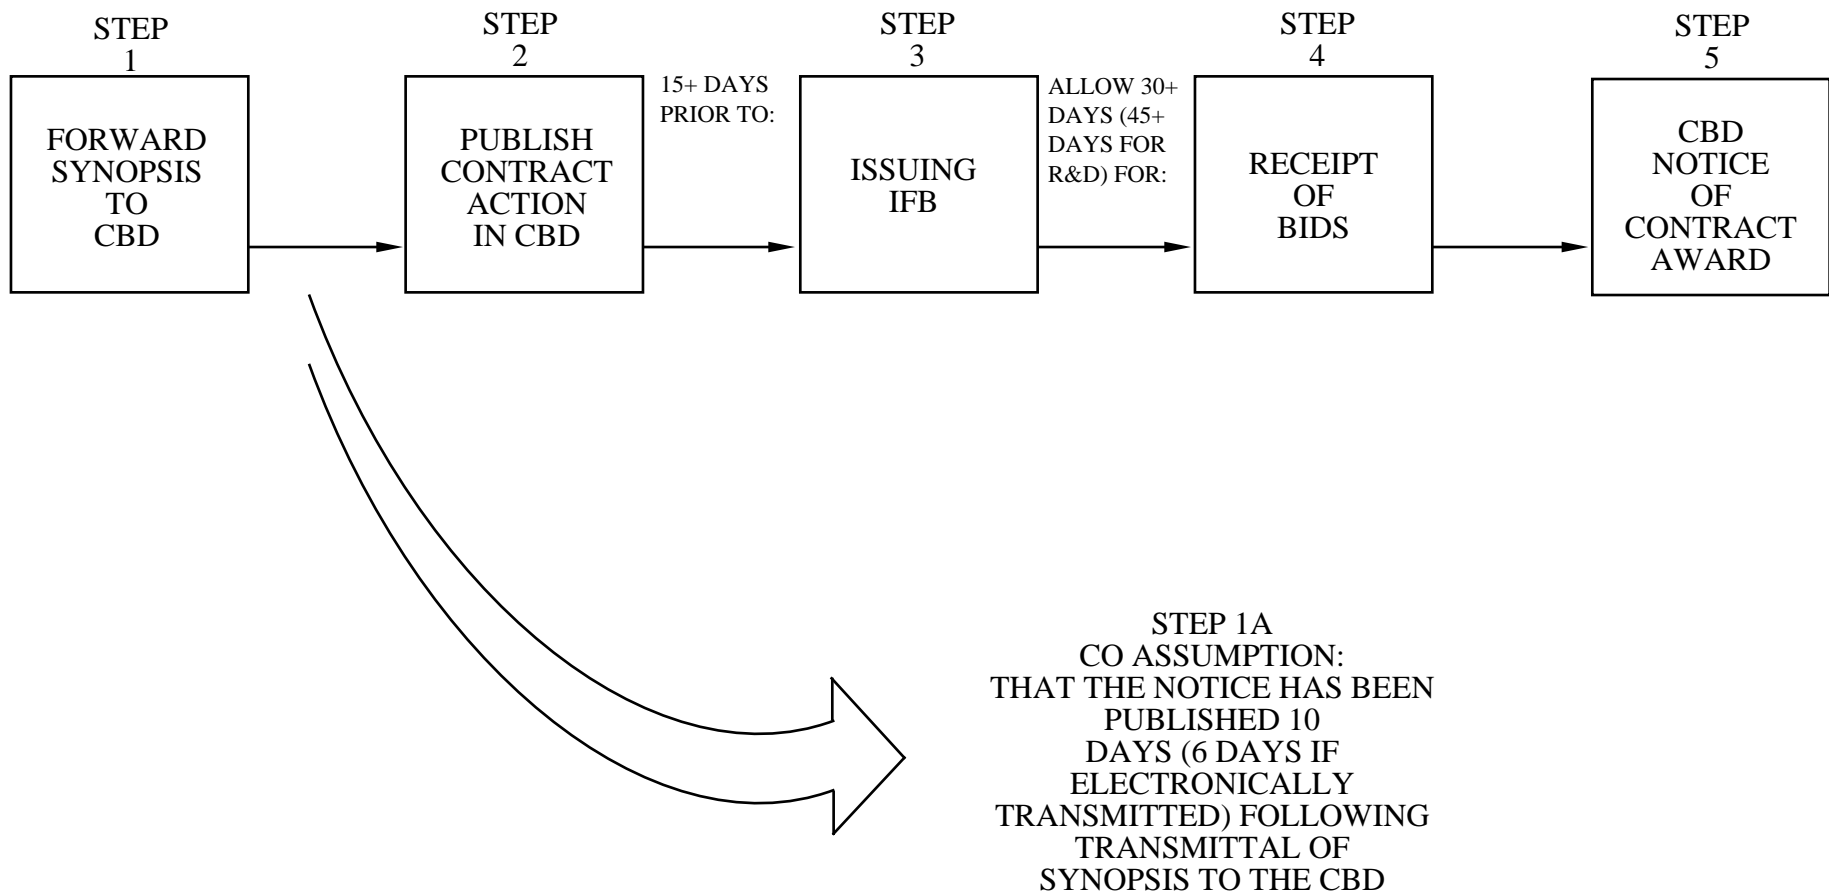 STEP
1
FORWARD
SYNOPSIS
TO
CBD
STEP
2
PUBLISH
CONTRACT
ACTION
IN CBD
15+ DAYS
PRIOR TO:
STEP
3
ISSUING
IFB
ALLOW 30+
DAYS (45+
DAYS FOR
R&D) FOR:
STEP
4
RECEIPT
OF
BIDS
STEP
5
CBD
NOTICE
OF
CONTRACT
AWARD
STEP 1A
CO ASSUMPTION:
THAT THE NOTICE HAS BEEN
PUBLISHED 10
DAYS (6 DAYS IF
ELECTRONICALLY
TRANSMITTED) FOLLOWING
TRANSMITTAL OF
SYNOPSIS TO THE CBD